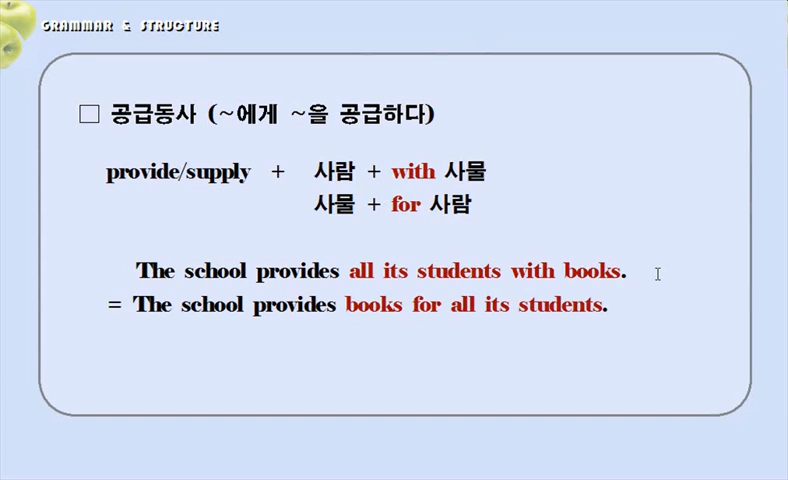 GRAMMAR & STRUCTURE
□ 공급동사 (~에게 ~을 공급하다)
provide/supply + 사람 + with 사물
사물 + for 사람
The school provides all its students with books.
= The school provides books for all its students.